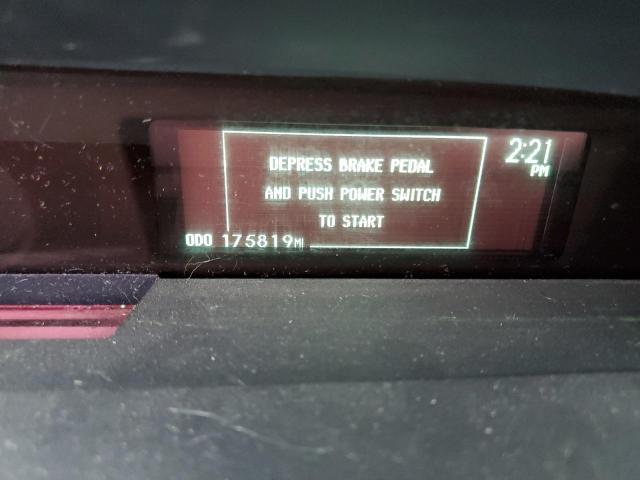 DEPRESS BRAKE PEDAL
AND PUSH POWER SWITCH
TO START
2:21
PM
ODO 175819MI